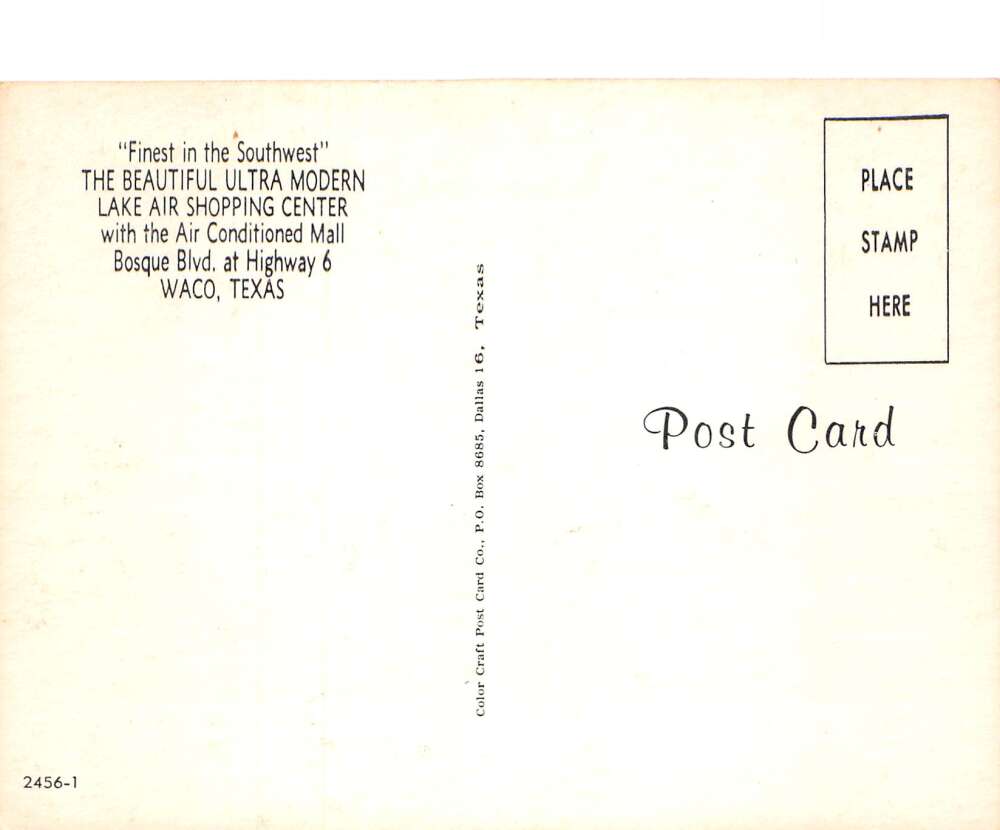 "Finest in the Southwest"
THE BEAUTIFUL ULTRA MODERN
LAKE AIR SHOPPING CENTER
with the Air Conditioned Mall
Bosque Blvd. at Highway 6
WACO, TEXAS
Color Craft Post Card Co., P.O. Box 8685, Dallas 16, Texas
PLACE
STAMP
HERE
Post Card
2456-1